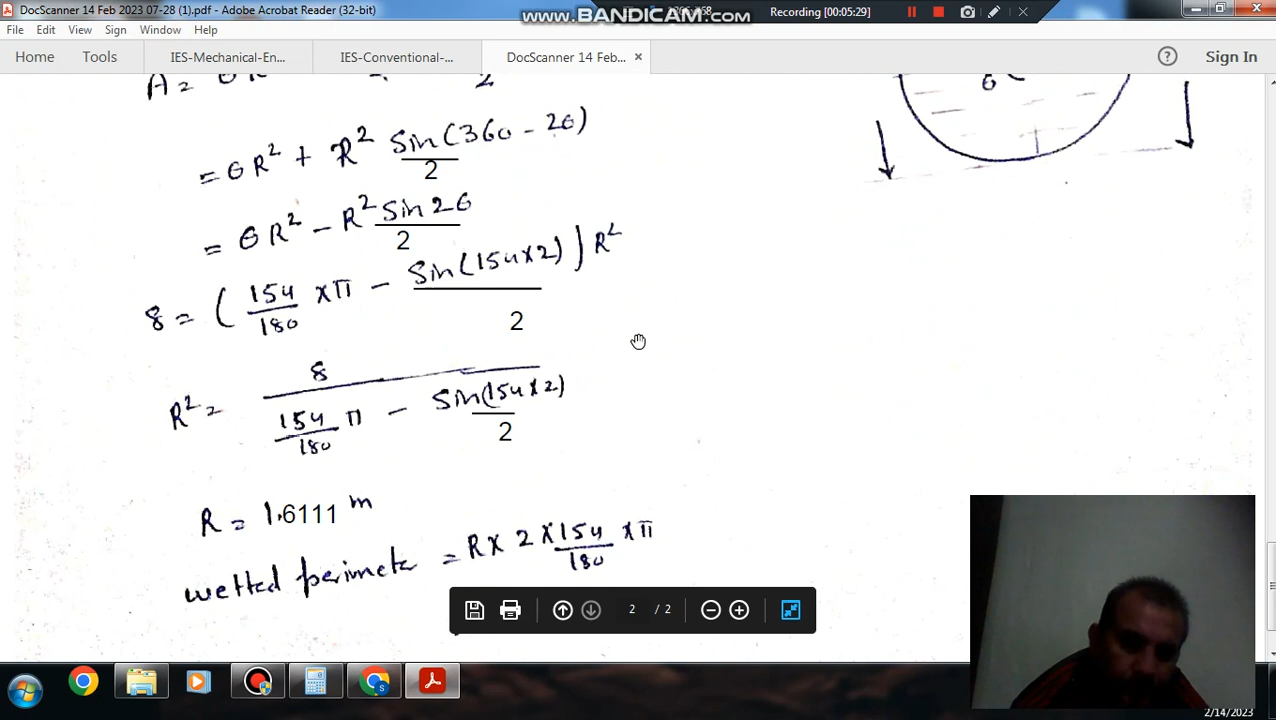 DocScanner 14 Feb 2023 07-28 (1).pdf - Adobe Acrobat Reader (32-bit)
www.BANDICAM.com
Recording [00:05:29]
File Edit View Sign Window Help
Home Tools IES-Mechanical-En... IES-Conventional-... DocScanner 14 Feb... × ? Sign In
= θR² + R² Sin(360 - 2θ)
2
= θR² - R² Sin 2θ
2
8 = (154/180 × π - Sin(154×2)/2) R²
R² = 8
154/180 π - Sin(154×2)/2
R = 1.6111 m
wetted perimeter = R × 2 × 154/180 × π
2 / 2
2/14/2023